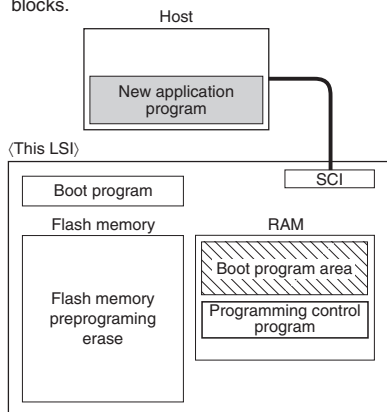 blocks.
Host
New application
program
〈This LSI〉
SCI
Boot program
Flash memory
RAM
Flash memory
preprograming
erase
Boot program area
Programming control
program